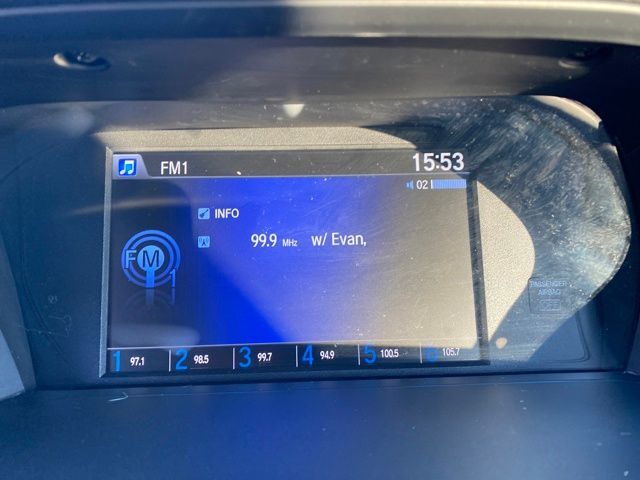 FM1 15:53
02
INFO
99.9 MHz w/ Evan,
FM
1
1 97.1 2 98.5 3 99.7 4 94.9 5 100.5 6 105.7
PASSENGER
AIRBAG